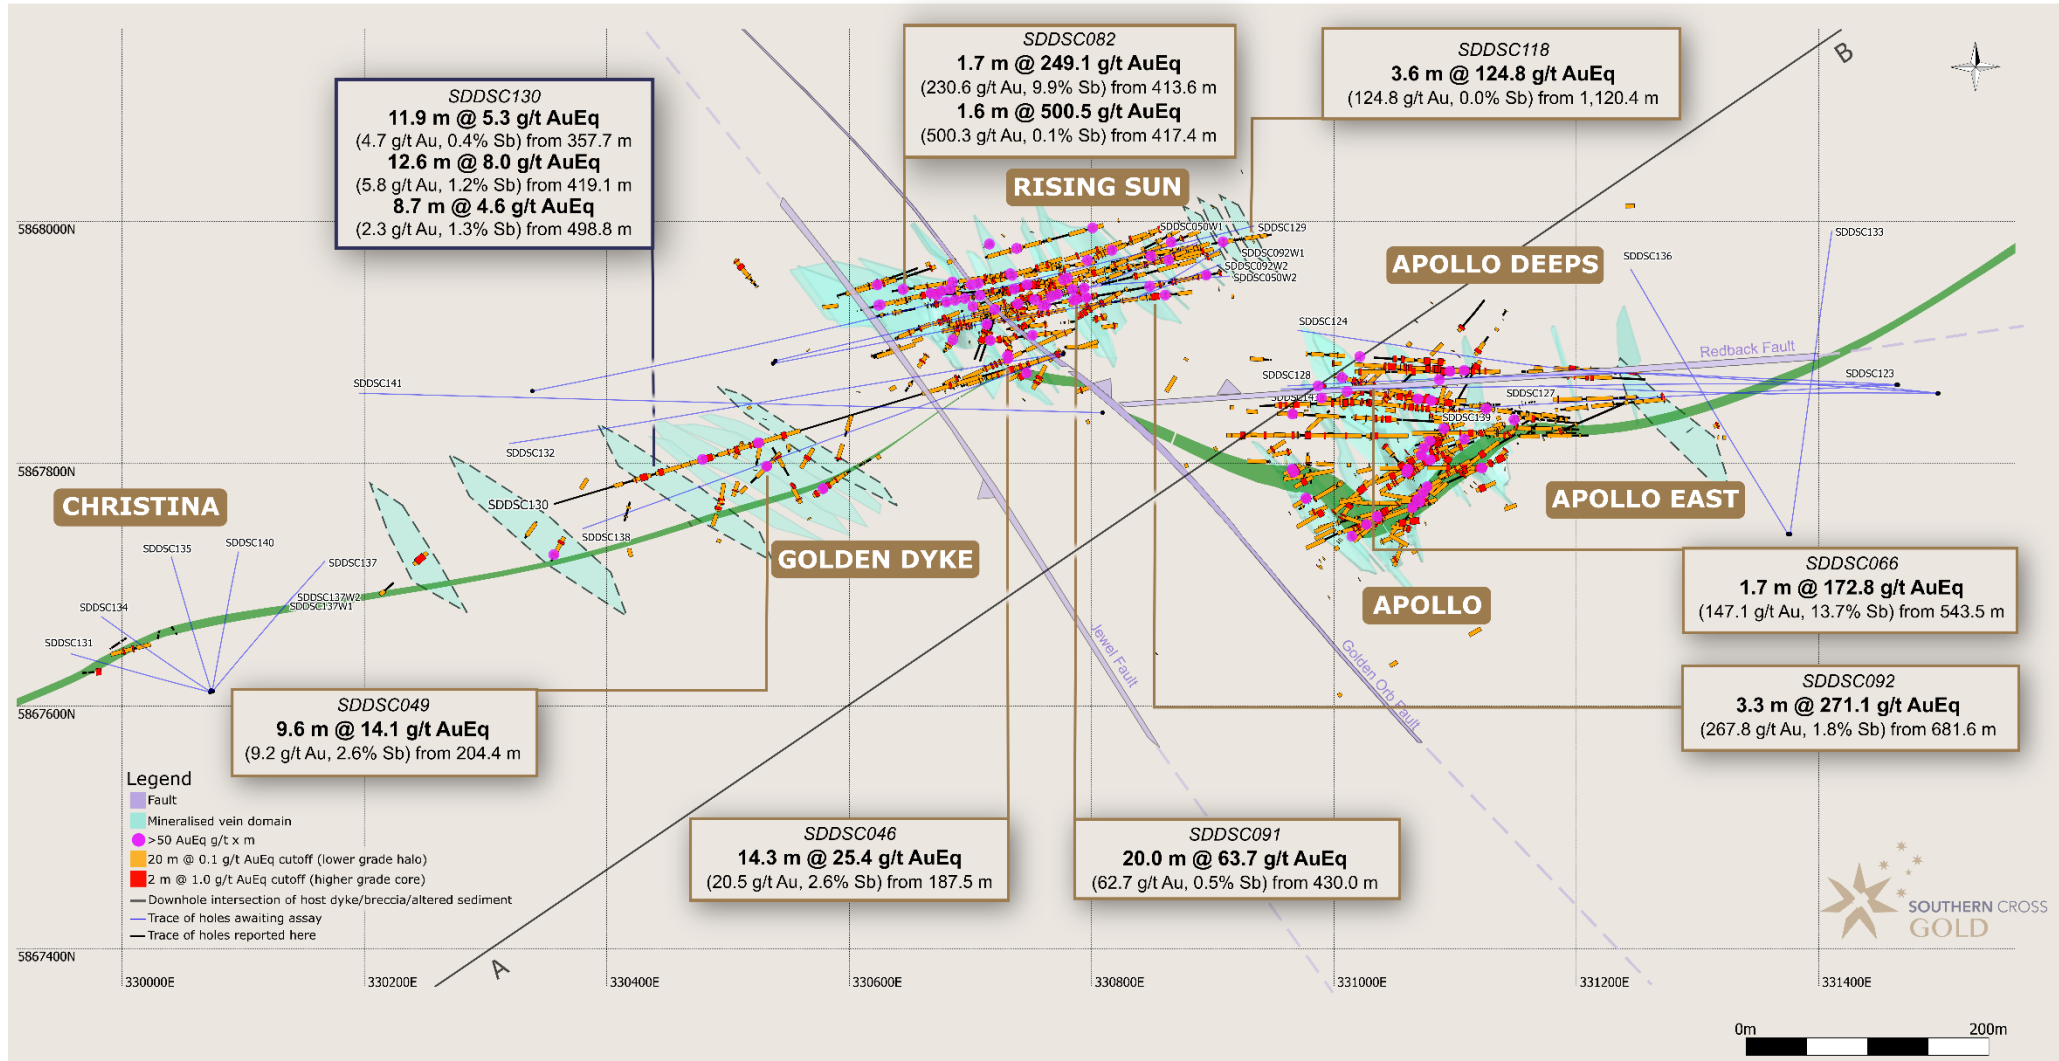 SDDSC082
1.7 m @ 249.1 g/t AuEq
(230.6 g/t Au, 9.9% Sb) from 413.6 m
1.6 m @ 500.5 g/t AuEq
(500.3 g/t Au, 0.1% Sb) from 417.4 m
SDDSC118
3.6 m @ 124.8 g/t AuEq
(124.8 g/t Au, 0.0% Sb) from 1,120.4 m
B
SDDSC130
11.9 m @ 5.3 g/t AuEq
(4.7 g/t Au, 0.4% Sb) from 357.7 m
12.6 m @ 8.0 g/t AuEq
(5.8 g/t Au, 1.2% Sb) from 419.1 m
8.7 m @ 4.6 g/t AuEq
(2.3 g/t Au, 1.3% Sb) from 498.8 m
RISING SUN
5868000N
SDDSC050W1
SDDSC129
SDDSC092W1
SDDSC092W2
SDDSC050W2
APOLLO DEEPS
SDDSC136
SDDSC133
SDDSC124
Redback Fault
SDDSC128
SDDSC141
SDDSC123
SDDSC127
SDDSC139
SDDSC132
5867800N
CHRISTINA
SDDSC130
SDDSC138
GOLDEN DYKE
APOLLO EAST
SDDSC135
SDDSC140
SDDSC137
SDDSC137W2
SDDSC137W1
SDDSC134
SDDSC131
APOLLO
SDDSC066
1.7 m @ 172.8 g/t AuEq
(147.1 g/t Au, 13.7% Sb) from 543.5 m
Jewel Fault
Golden Orb Fault
5867600N
SDDSC049
9.6 m @ 14.1 g/t AuEq
(9.2 g/t Au, 2.6% Sb) from 204.4 m
SDDSC092
3.3 m @ 271.1 g/t AuEq
(267.8 g/t Au, 1.8% Sb) from 681.6 m
Legend
Fault
Mineralised vein domain
>50 AuEq g/t x m
20 m @ 0.1 g/t AuEq cutoff (lower grade halo)
2 m @ 1.0 g/t AuEq cutoff (higher grade core)
Downhole intersection of host dyke/breccia/altered sediment
Trace of holes awaiting assay
Trace of holes reported here
SDDSC046
14.3 m @ 25.4 g/t AuEq
(20.5 g/t Au, 2.6% Sb) from 187.5 m
SDDSC091
20.0 m @ 63.7 g/t AuEq
(62.7 g/t Au, 0.5% Sb) from 430.0 m
SOUTHERN CROSS
GOLD
5867400N
A
330000E
330200E
330400E
330600E
330800E
331000E
331200E
331400E
0m
200m